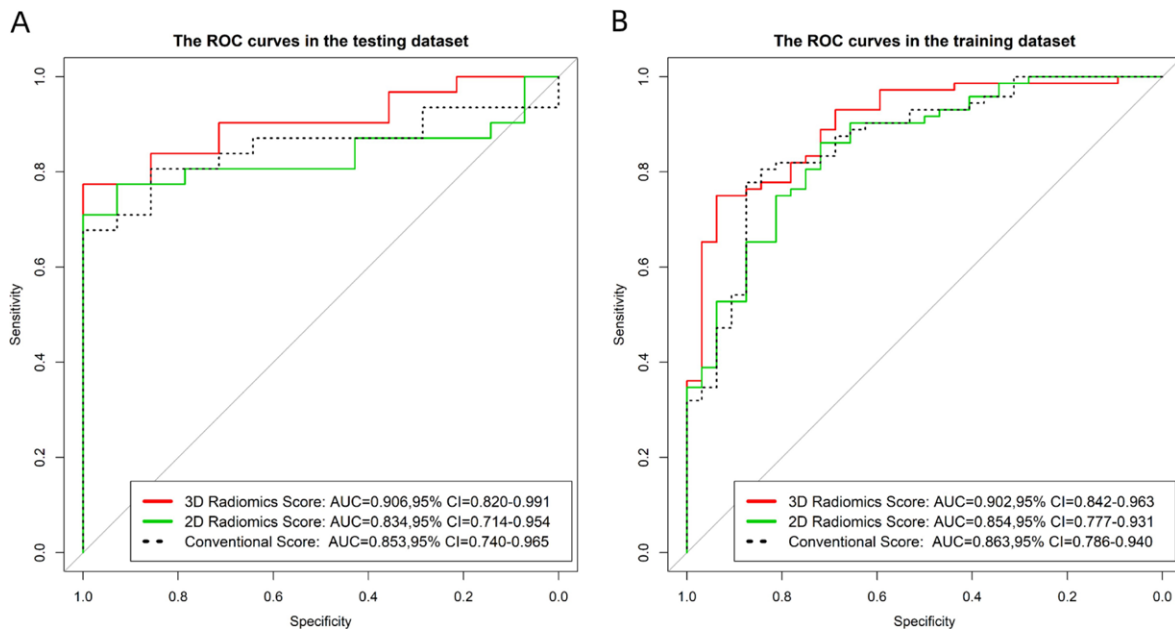 A
The ROC curves in the testing dataset
Sensitivity
1.0
0.8
0.6
0.4
0.2
0.0
3D Radiomics Score: AUC=0.906,95% CI=0.820-0.991
2D Radiomics Score: AUC=0.834,95% CI=0.714-0.954
Conventional Score: AUC=0.853,95% CI=0.740-0.965
1.0 0.8 0.6 0.4 0.2 0.0
Specificity
B
The ROC curves in the training dataset
Sensitivity
1.0
0.8
0.6
0.4
0.2
0.0
3D Radiomics Score: AUC=0.902,95% CI=0.842-0.963
2D Radiomics Score: AUC=0.854,95% CI=0.777-0.931
Conventional Score: AUC=0.863,95% CI=0.786-0.940
1.0 0.8 0.6 0.4 0.2 0.0
Specificity